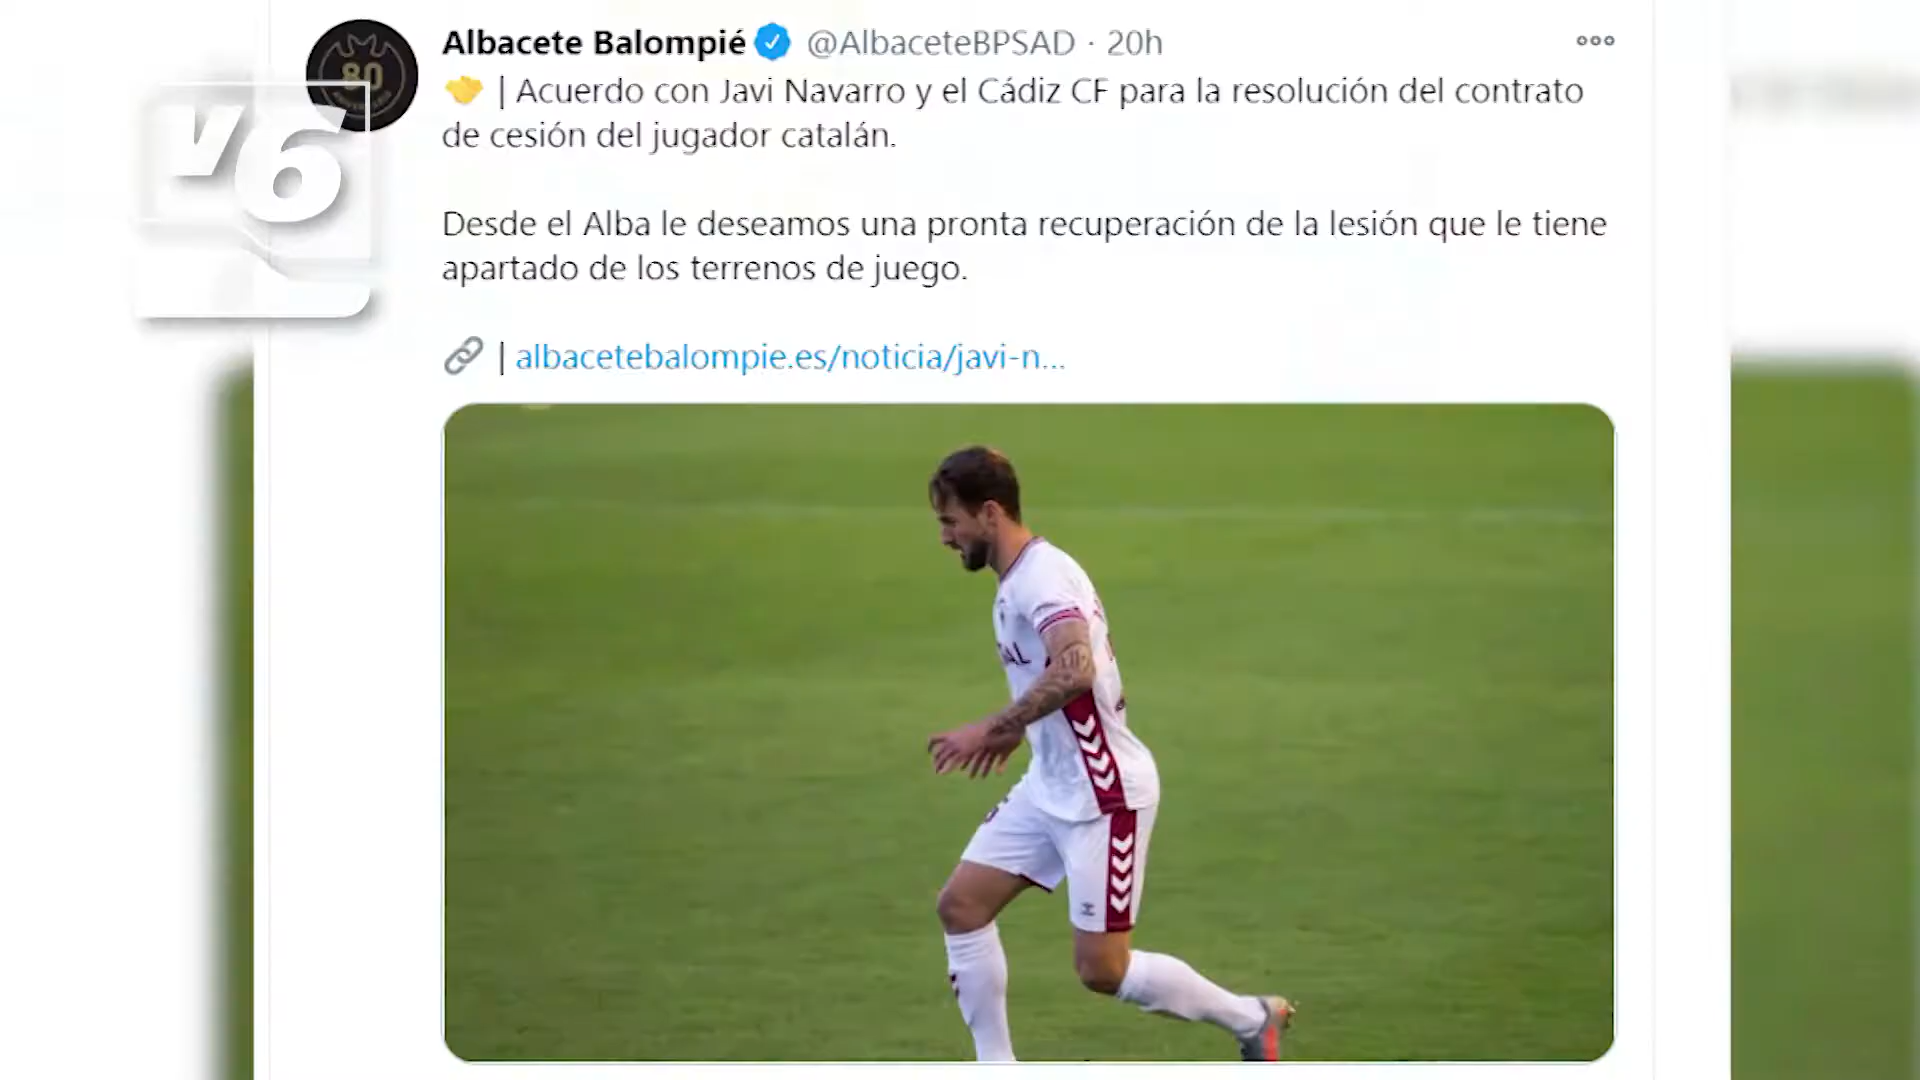 Albacete Balompié @AlbaceteBPSAD · 20h
| Acuerdo con Javi Navarro y el Cádiz CF para la resolución del contrato
de cesión del jugador catalán.
Desde el Alba le deseamos una pronta recuperación de la lesión que le tiene
apartado de los terrenos de juego.
| albacetebalompie.es/noticia/javi-n...
80
V6